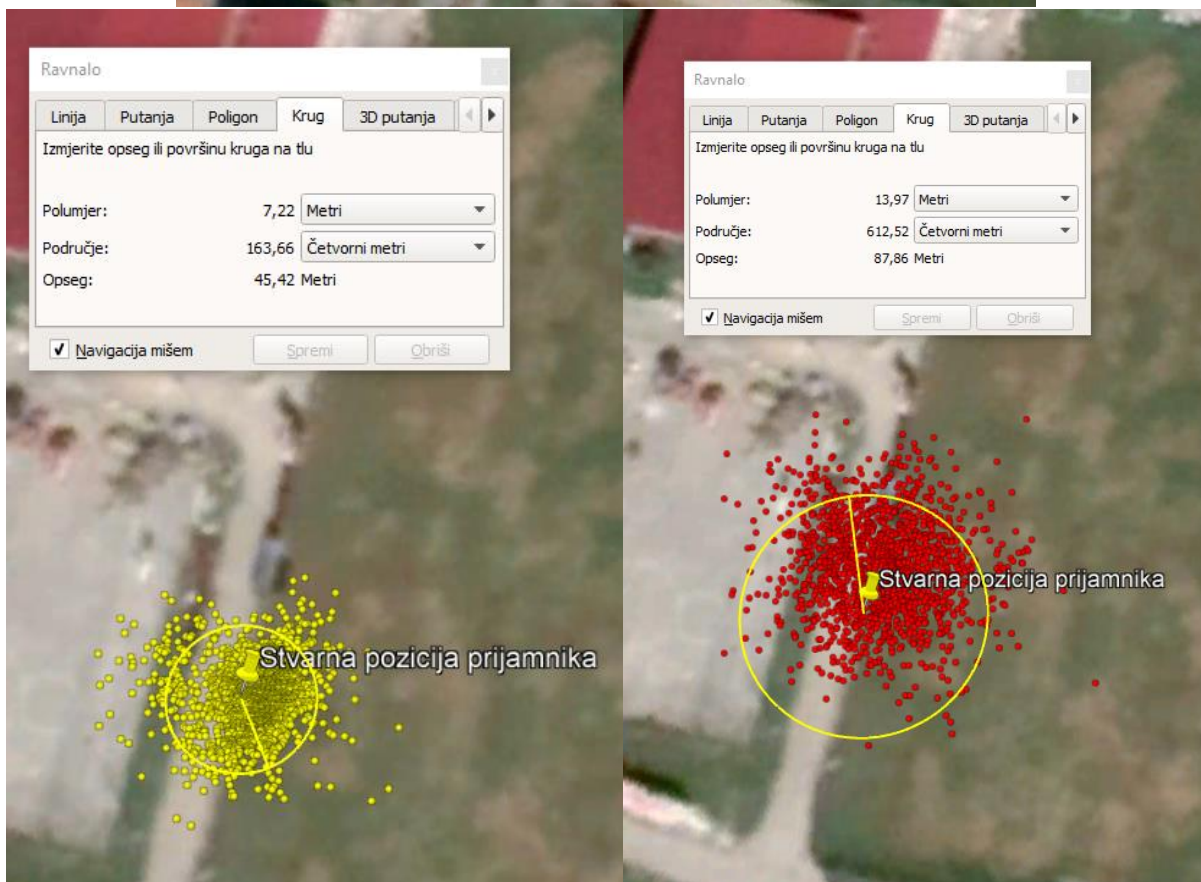 Ravnalo
Linija Putanja Poligon Krug 3D putanja
Izmjerite opseg ili površinu kruga na tlu
Polumjer: 7,22 Metri
Područje: 163,66 Četvorni metri
Opseg: 45,42 Metri
Navigacija mišem Spremi Obriši
Stvarna pozicija prijamnika
Ravnalo
Linija Putanja Poligon Krug 3D putanja
Izmjerite opseg ili površinu kruga na tlu
Polumjer: 13,97 Metri
Područje: 612,52 Četvorni metri
Opseg: 87,86 Metri
Navigacija mišem Spremi Obriši
Stvarna pozicija prijamnika